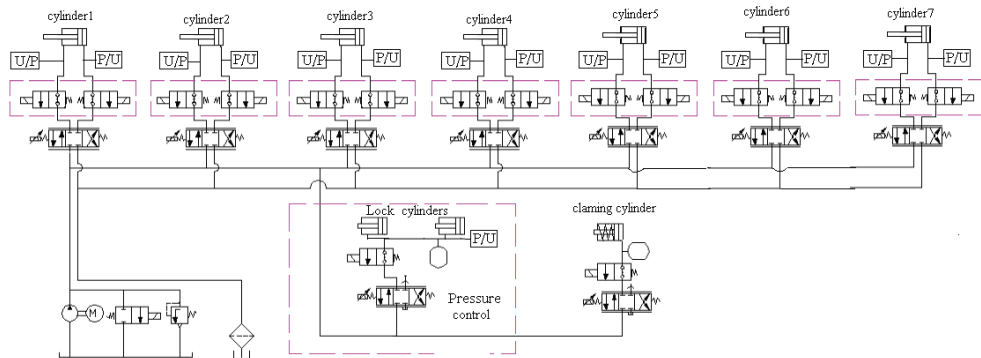 cylinder1
cylinder2
cylinder3
cylinder4
cylinder5
cylinder6
cylinder7
U/P P/U
U/P P/U
U/P P/U
U/P P/U
U/P P/U
U/P P/U
U/P P/U
Lock cylinders
P/U
Pressure
control
claming cylinder
M